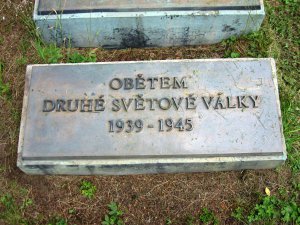 OBĚTEM
DRUHÉ SVĚTOVÉ VÁLKY
1939-1945